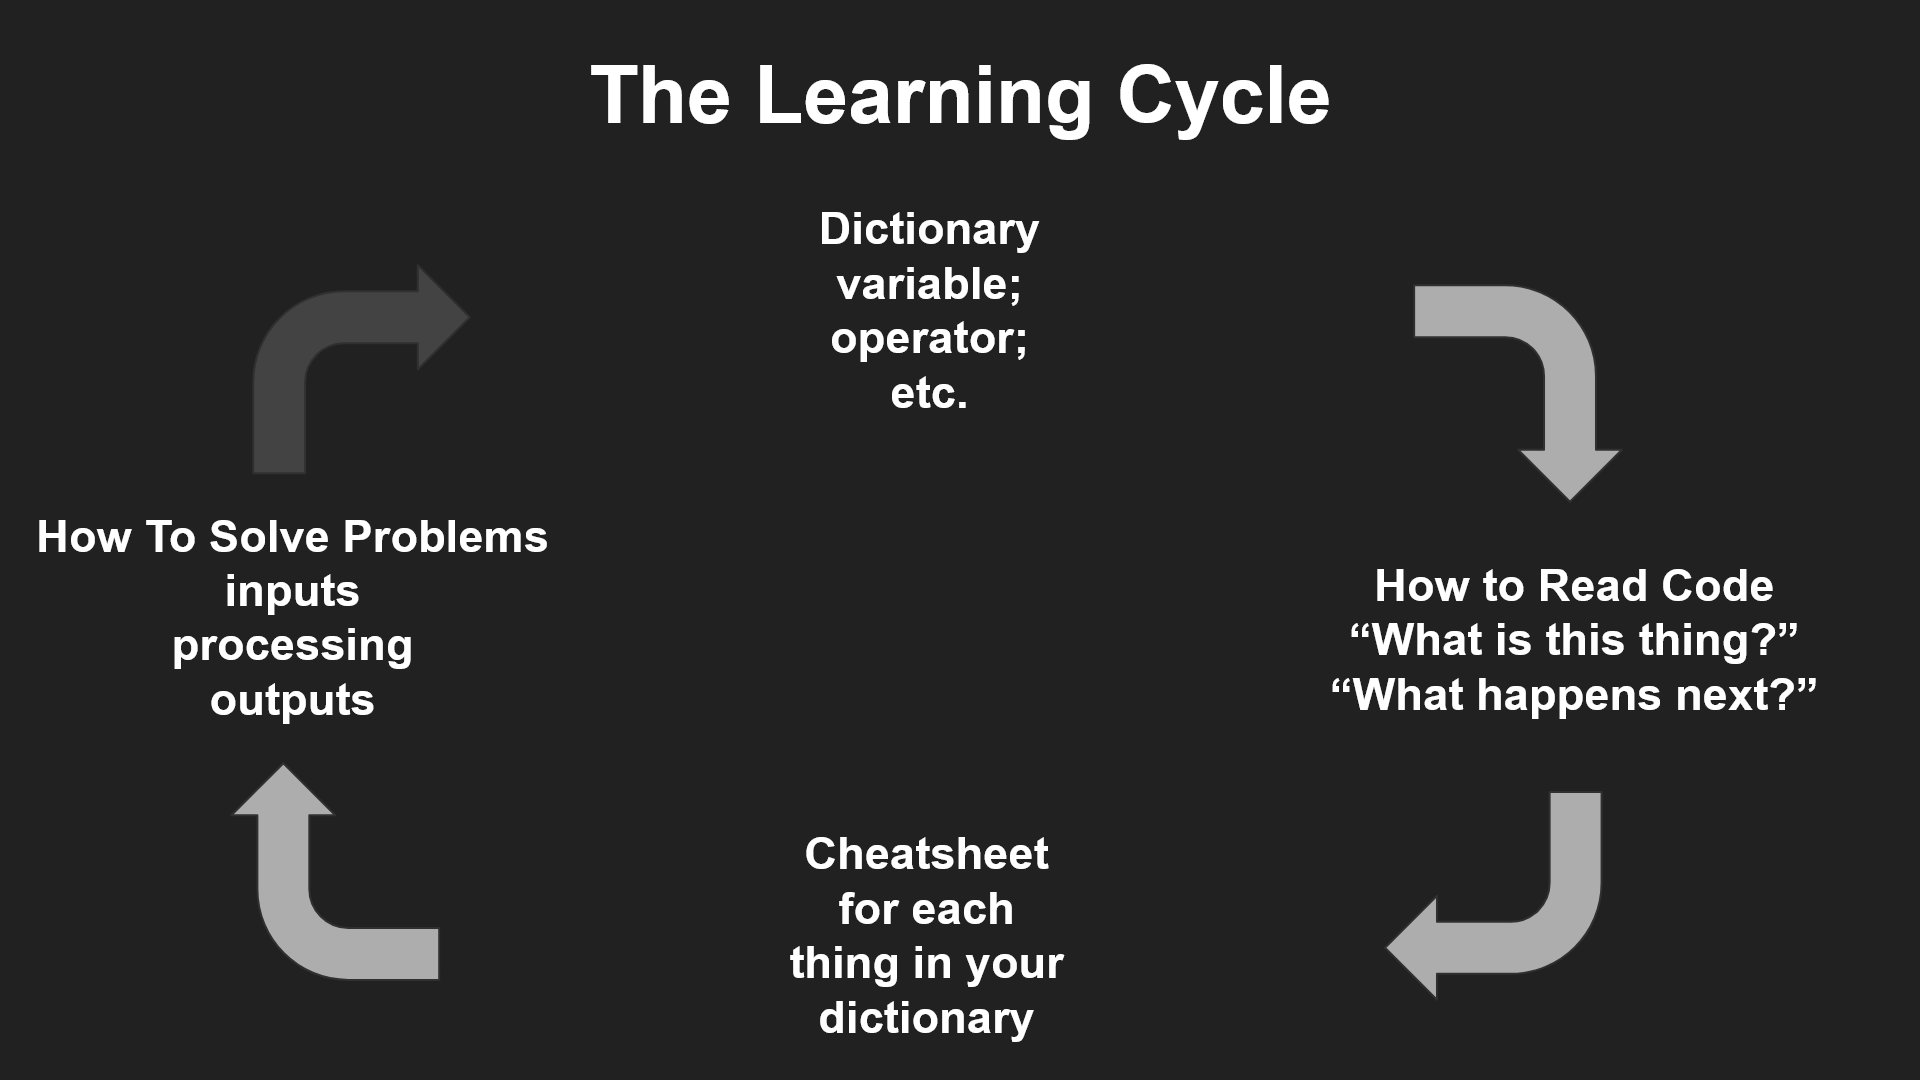 The Learning Cycle
Dictionary
variable;
operator;
etc.
How to Read Code
“What is this thing?”
“What happens next?”
Cheatsheet
for each
thing in your
dictionary
How To Solve Problems
inputs
processing
outputs